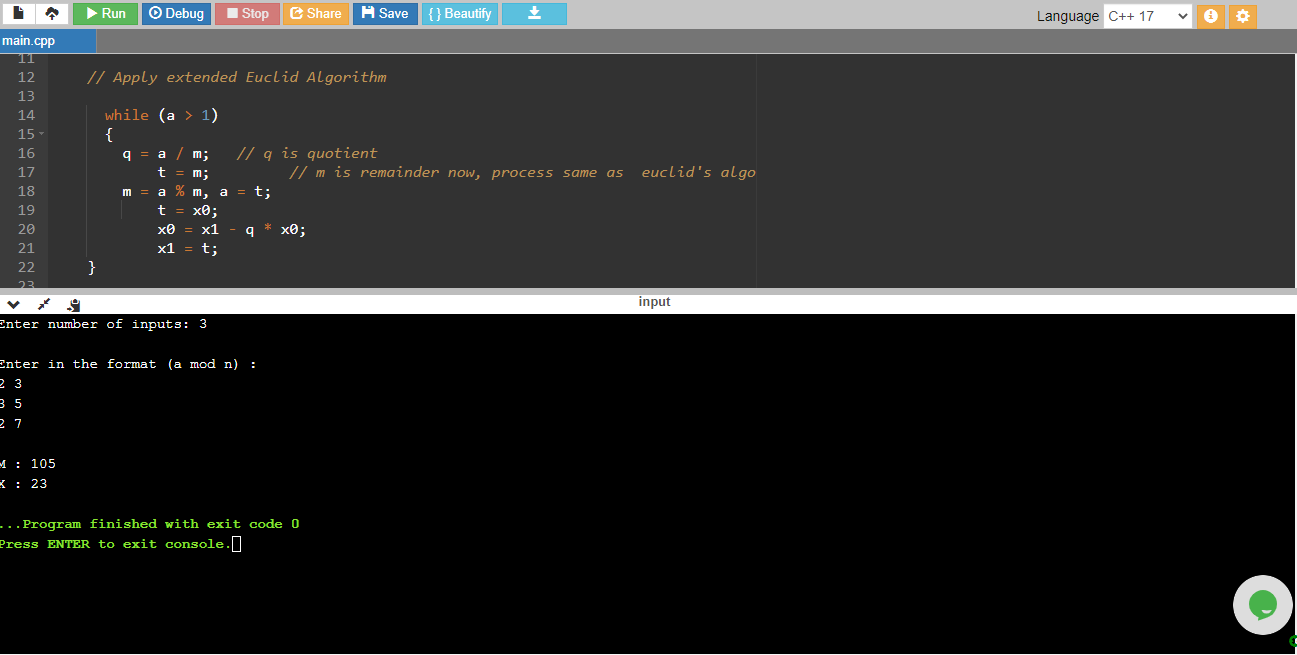 Run Debug Stop Share Save { } Beautify Language C++ 17
main.cpp
11
12 // Apply extended Euclid Algorithm
13
14 while (a > 1)
15 {
16 q = a / m; // q is quotient
17 t = m; // m is remainder now, process same as euclid's algo
18 m = a % m, a = t;
19 t = x0;
20 x0 = x1 - q * x0;
21 x1 = t;
22 }
23
input
Enter number of inputs: 3
Enter in the format (a mod n) :
2 3
3 5
2 7
M : 105
X : 23
...Program finished with exit code 0
Press ENTER to exit console.